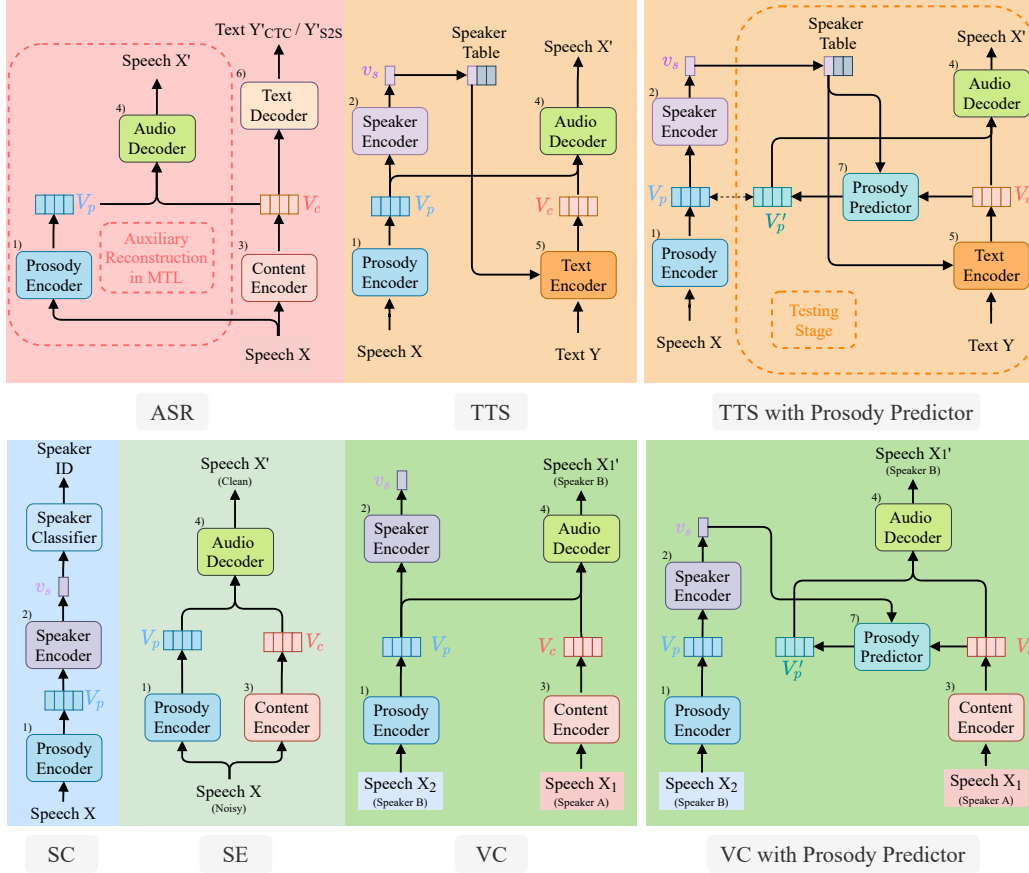 Text Y'CTC / Y'S2S
Speech X'
6)
Text
Decoder
4)
Audio
Decoder
Vp
Vc
Auxiliary
Reconstruction
in MTL
1)
Prosody
Encoder
3)
Content
Encoder
Speech X
ASR
Speaker
Table
Speech X'
vs
2)
Speaker
Encoder
4)
Audio
Decoder
Vp
Vc
1)
Prosody
Encoder
5)
Text
Encoder
Speech X
Text Y
TTS
Speaker
Table
Speech X'
vs
4)
Audio
Decoder
2)
Speaker
Encoder
7)
Prosody
Predictor
Vp
V'p
1)
Prosody
Encoder
5)
Text
Encoder
Testing
Stage
Speech X
Text Y
TTS with Prosody Predictor
Speaker
ID
Speaker
Classifier
vs
2)
Speaker
Encoder
Vp
1)
Prosody
Encoder
Speech X
SC
Speech X'
(Clean)
4)
Audio
Decoder
Vp
Vc
1)
Prosody
Encoder
3)
Content
Encoder
Speech X
(Noisy)
SE
vs
Speech X1'
(Speaker B)
2)
Speaker
Encoder
4)
Audio
Decoder
Vp
Vc
1)
Prosody
Encoder
3)
Content
Encoder
Speech X2
(Speaker B)
Speech X1
(Speaker A)
VC
Speech X1'
(Speaker B)
4)
Audio
Decoder
vs
2)
Speaker
Encoder
7)
Prosody
Predictor
Vp
V'p
1)
Prosody
Encoder
3)
Content
Encoder
Speech X2
(Speaker B)
Speech X1
(Speaker A)
VC with Prosody Predictor